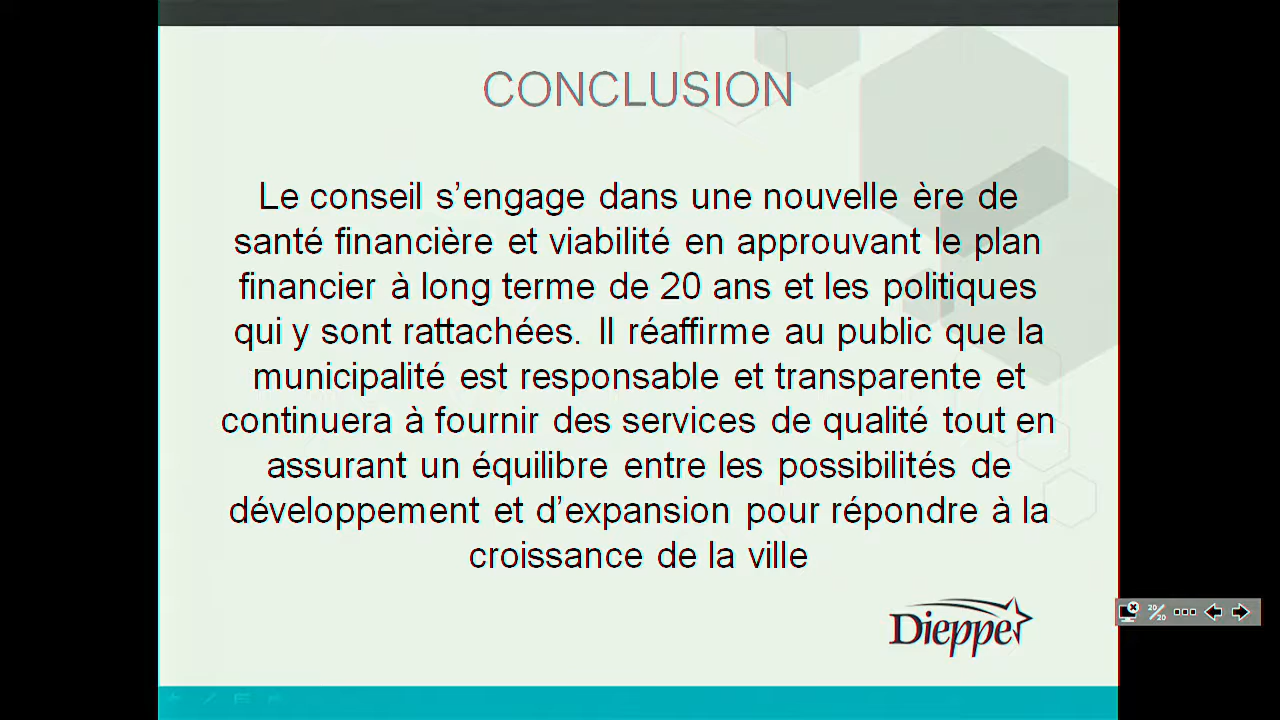 CONCLUSION
Le conseil s’engage dans une nouvelle ère de
santé financière et viabilité en approuvant le plan
financier à long terme de 20 ans et les politiques
qui y sont rattachées. Il réaffirme au public que la
municipalité est responsable et transparente et
continuera à fournir des services de qualité tout en
assurant un équilibre entre les possibilités de
développement et d’expansion pour répondre à la
croissance de la ville
Dieppe
20/20